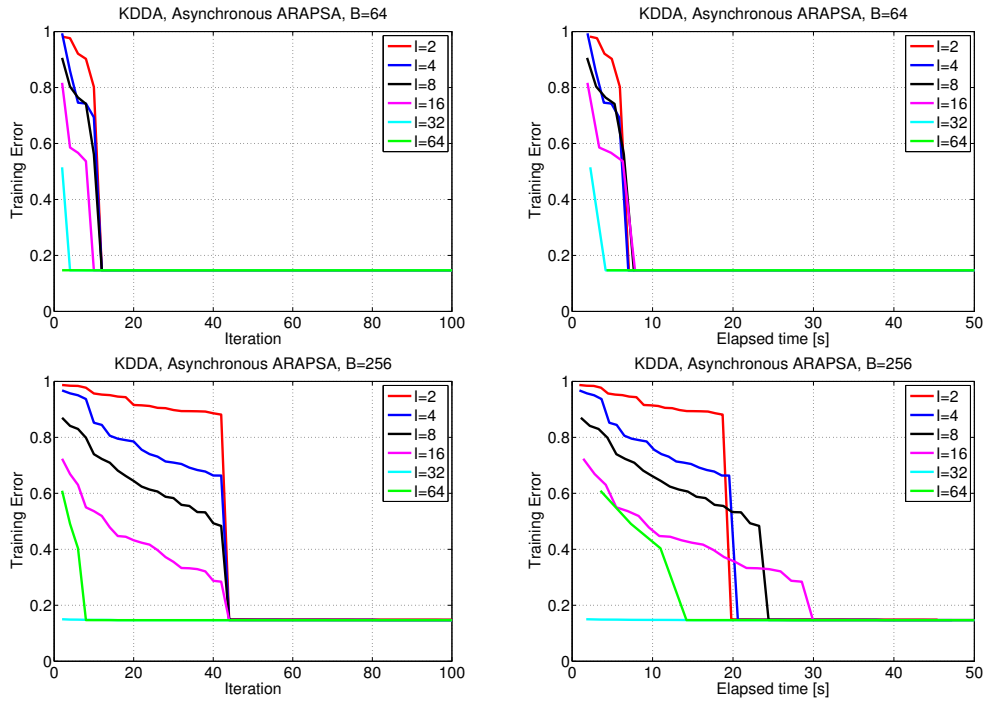 KDDA, Asynchronous ARAPSA, B=64
Training Error
1
0.8
0.6
0.4
0.2
0
0 20 40 60 80 100
Iteration
I=2
I=4
I=8
I=16
I=32
I=64
KDDA, Asynchronous ARAPSA, B=64
Training Error
1
0.8
0.6
0.4
0.2
0
0 10 20 30 40 50
Elapsed time [s]
I=2
I=4
I=8
I=16
I=32
I=64
KDDA, Asynchronous ARAPSA, B=256
Training Error
1
0.8
0.6
0.4
0.2
0
0 20 40 60 80 100
Iteration
I=2
I=4
I=8
I=16
I=32
I=64
KDDA, Asynchronous ARAPSA, B=256
Training Error
1
0.8
0.6
0.4
0.2
0
0 10 20 30 40 50
Elapsed time [s]
I=2
I=4
I=8
I=16
I=32
I=64